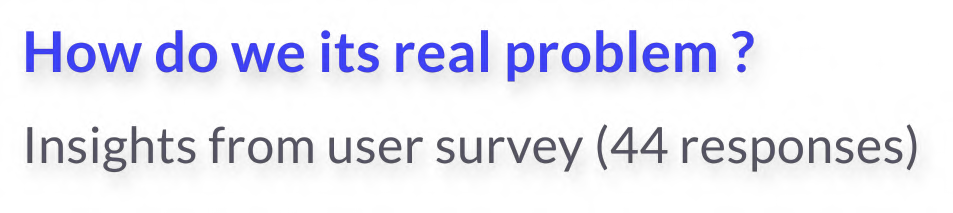 How do we its real problem ?
Insights from user survey (44 responses)